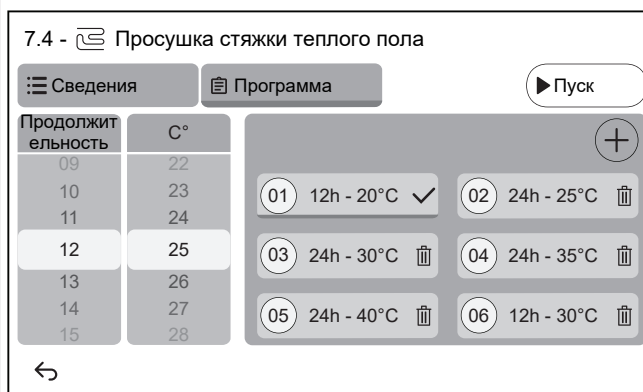 7.4 - Просушка стяжки теплого пола
Сведения
Программа
Пуск
Продолжит
ельность
C°
09
10
11
12
13
14
15
22
23
24
25
26
27
28
01 12h - 20°C
02 24h - 25°C
03 24h - 30°C
04 24h - 35°C
05 24h - 40°C
06 12h - 30°C